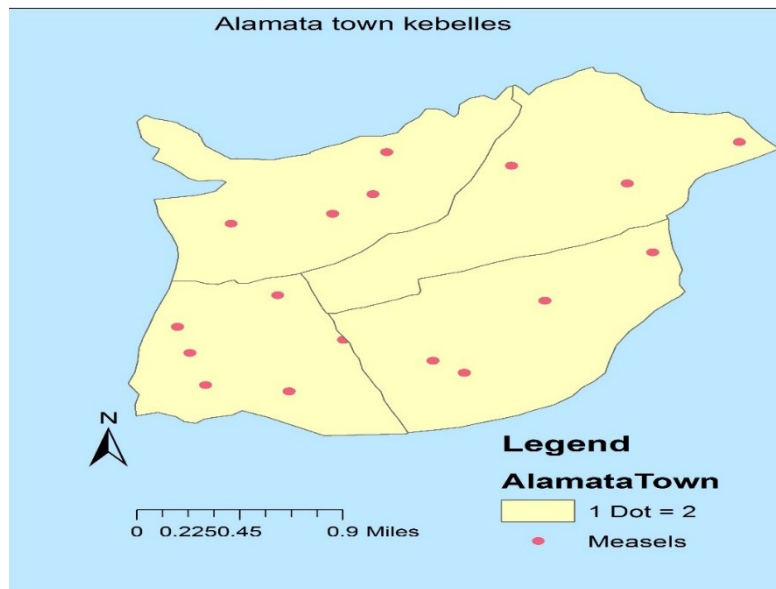 Alamata town kebelles
N
0 0.2250.45 0.9 Miles
Legend
AlamataTown
1 Dot = 2
Measels